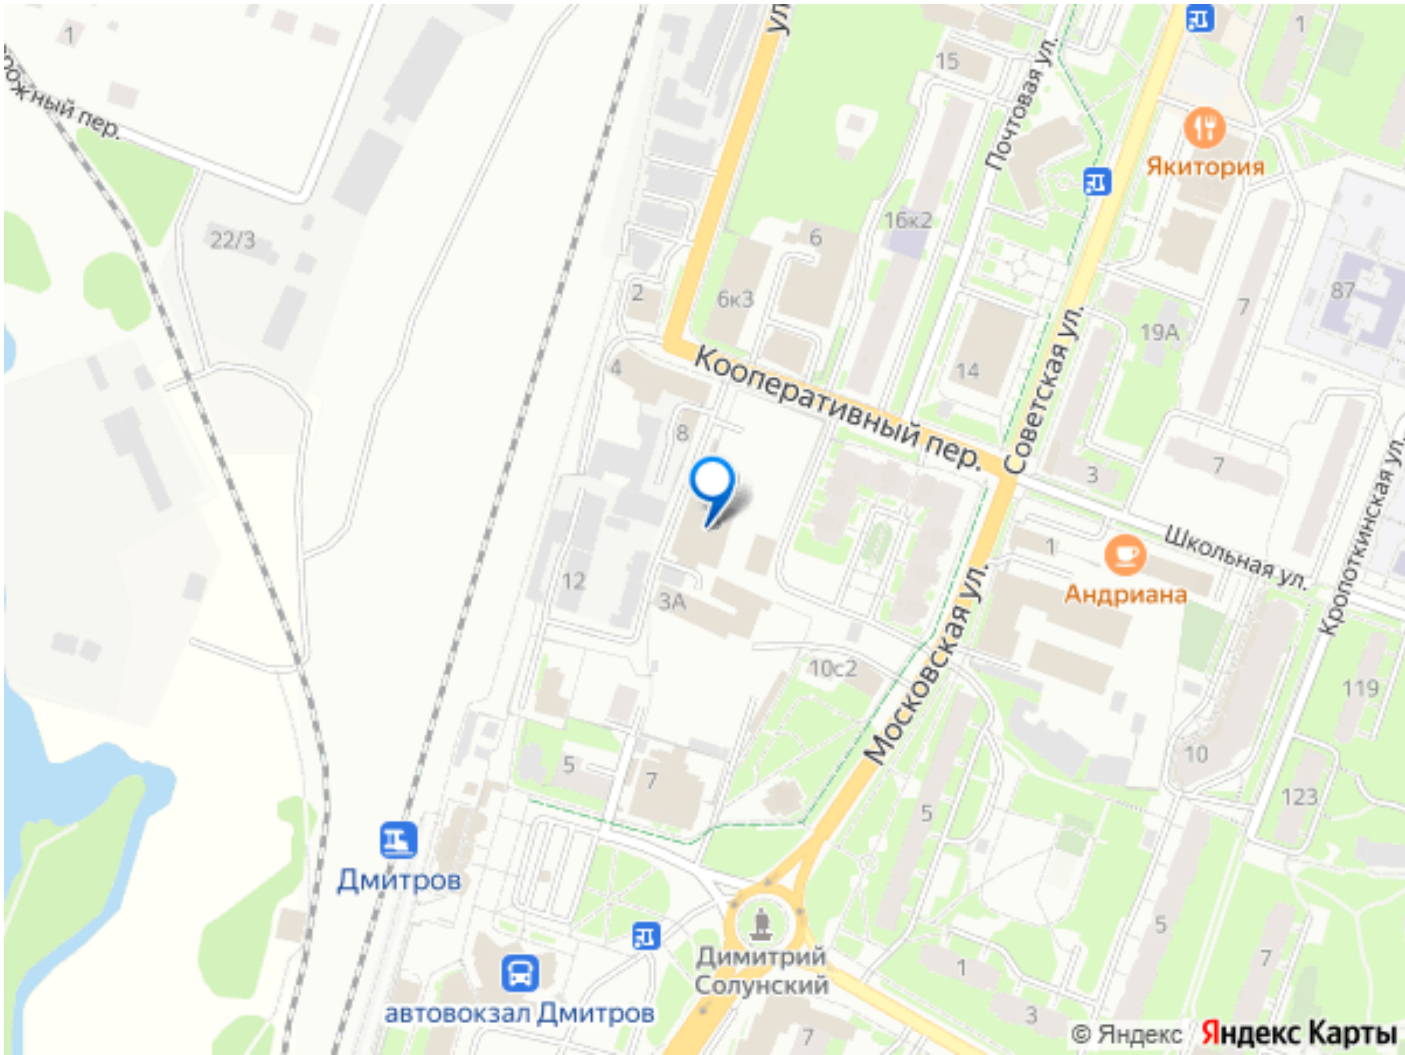 1
ул
1
15
Почтовая ул.
Якитория
рожный пер.
22/3
16к2
6
2
6к3
87
7
19А
Советская ул.
4
14
Кооперативный пер.
8
3
7
Кропоткинская ул.
Школьная ул.
1
Андриана
12
3А
Московская ул.
10с2
119
10
5
7
123
5
Дмитров
Димитрий
Солунский
5
1
7
автовокзал Дмитров
3
7
© Яндекс Яндекс Карты